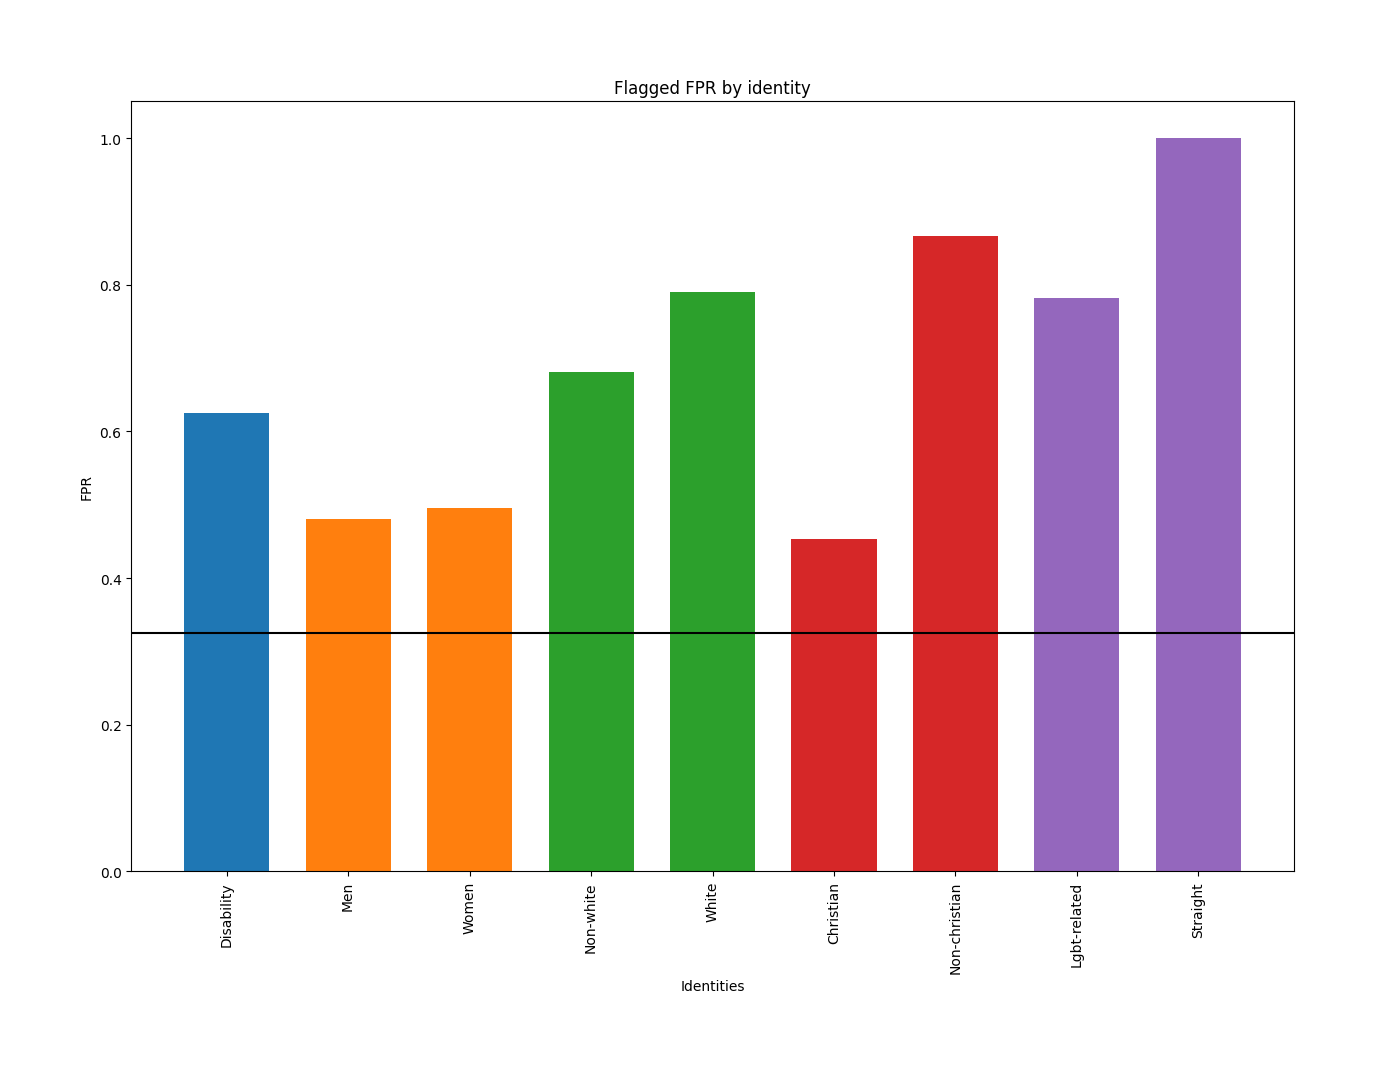 Flagged FPR by identity
1.0
0.8
0.6
0.4
0.2
0.0
FPR
Disability
Men
Women
Non-white
White
Christian
Non-christian
Lgbt-related
Straight
Identities